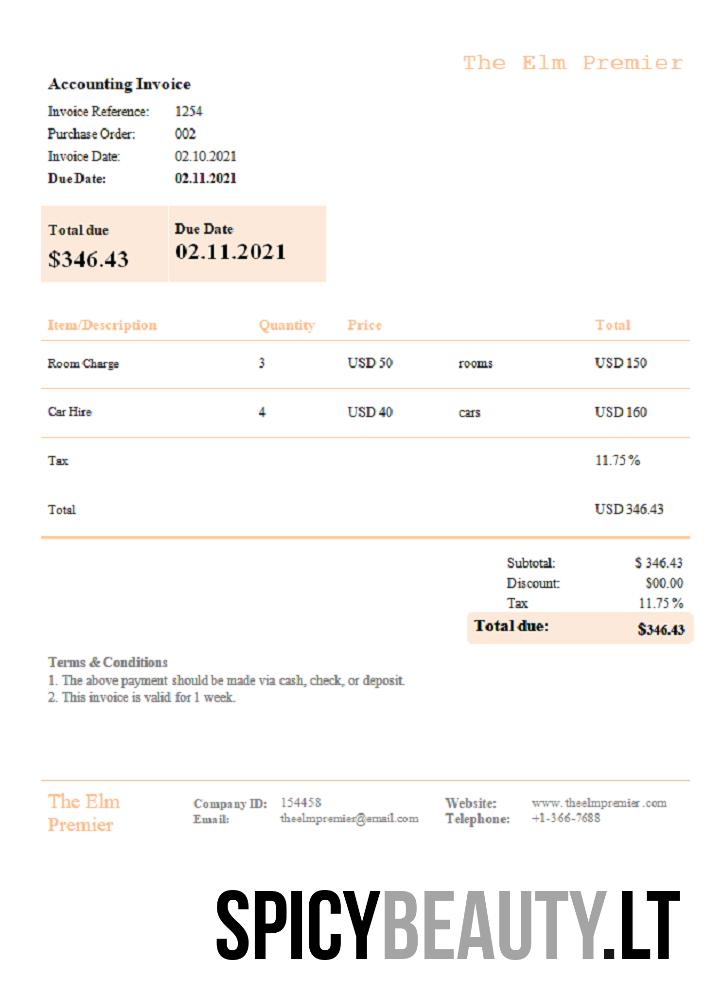 The Elm Premier
Accounting Invoice
Invoice Reference: 1254
Purchase Order: 002
Invoice Date: 02.10.2021
Due Date: 02.11.2021
Total due Due Date
$346.43 02.11.2021
Item/Description Quantity Price Total
Room Charge 3 USD 50 rooms USD 150
Car Hire 4 USD 40 cars USD 160
Tax 11.75%
Total USD 346.43
Subtotal: $ 346.43
Discount: $00.00
Tax 11.75%
Total due: $346.43
Terms & Conditions
1. The above payment should be made via cash, check, or deposit.
2. This invoice is valid for 1 week.
The Elm Premier
Company ID: 154458
Email: theelmpremier@email.com
Website: www.theelmpremier.com
Telephone: +1-366-7688
SPICYBEAUTY.LT